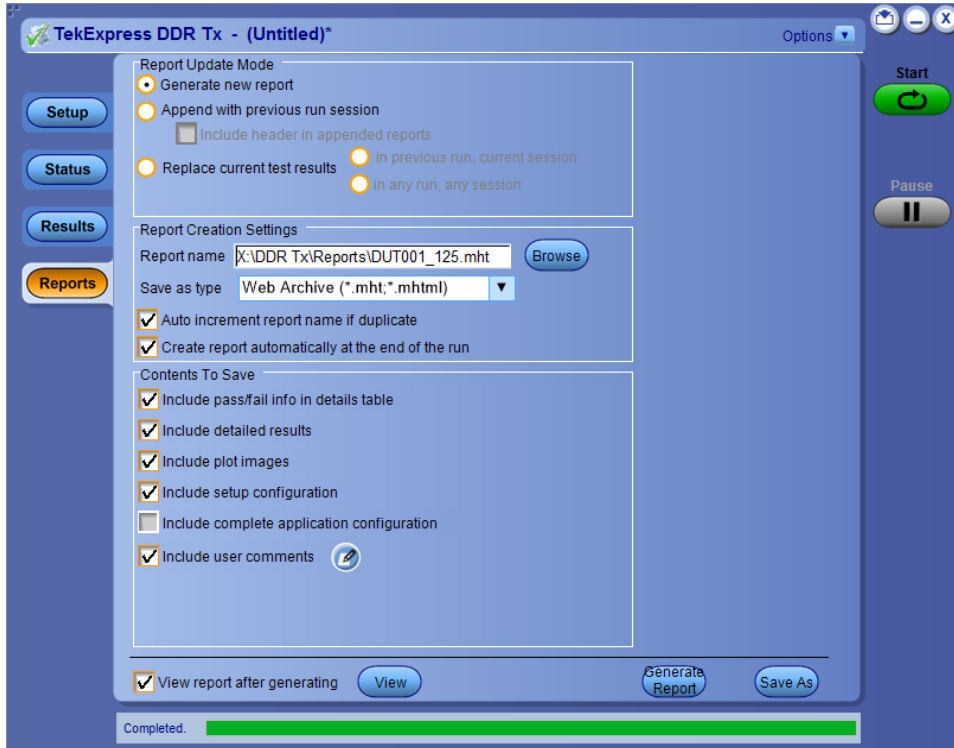 TekExpress DDR Tx - (Untitled)*
Options
X
Setup
Status
Results
Reports
Report Update Mode
Generate new report
Append with previous run session
Include header in appended reports
Replace current test results
in previous run, current session
in any run, any session
Report Creation Settings
Report name X:\DDR Tx\Reports\DUT001_125.mht Browse
Save as type Web Archive (*.mht;*.mhtml)
Auto increment report name if duplicate
Create report automatically at the end of the run
Contents To Save
Include pass/fail info in details table
Include detailed results
Include plot images
Include setup configuration
Include complete application configuration
Include user comments
View report after generating View
Generate
Report
Save As
Completed.
Start
Pause